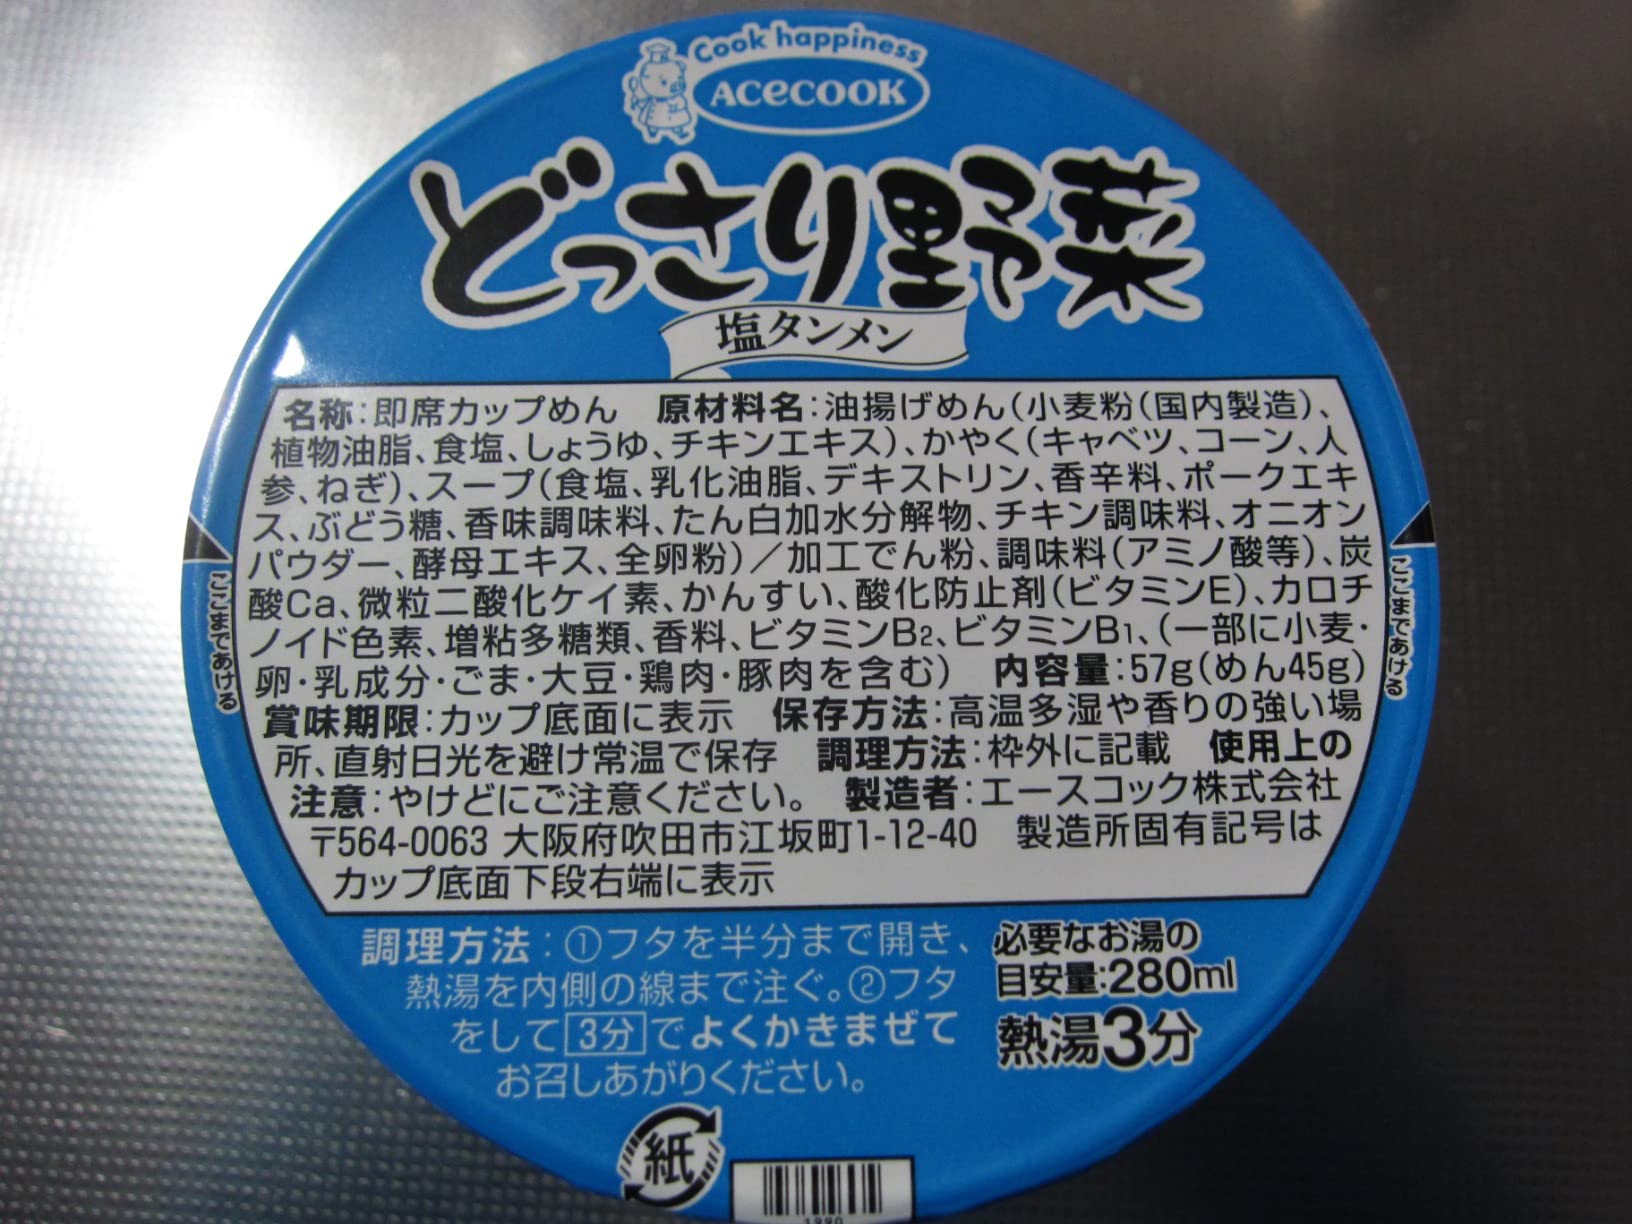 Cook happiness
ACECOOK
どっさり野菜
塩タンメン
名称:即席カップめん 原材料名:油揚げめん(小麦粉(国内製造)、
植物油脂、食塩、しょうゆ、チキンエキス)、かやく(キャベツ、コーン、人
参、ねぎ)、スープ(食塩、乳化油脂、デキストリン、香辛料、ポークエキ
ス、ぶどう糖、香味調味料、たん白加水分解物、チキン調味料、オニオン
パウダー、酵母エキス、全卵粉)/加工でん粉、調味料(アミノ酸等)、炭
酸Ca、微粒二酸化ケイ素、かんすい、酸化防止剤(ビタミンE)、カロチ
ノイド色素、増粘多糖類、香料、ビタミンB2、ビタミンB1、(一部に小麦・
卵・乳成分・ごま・大豆・鶏肉・豚肉を含む) 内容量:57g(めん45g)
賞味期限:カップ底面に表示 保存方法:高温多湿や香りの強い場
所、直射日光を避け常温で保存 調理方法:枠外に記載 使用上の
注意:やけどにご注意ください。 製造者:エースコック株式会社
〒564-0063 大阪府吹田市江坂町1-12-40 製造所固有記号は
カップ底面下段右端に表示
ここまであける
ここまであける
調理方法:①フタを半分まで開き、
熱湯を内側の線まで注ぐ。②フタ
をして3分でよくかきまぜて
お召しあがりください。
必要なお湯の
目安量:280ml
熱湯3分
紙